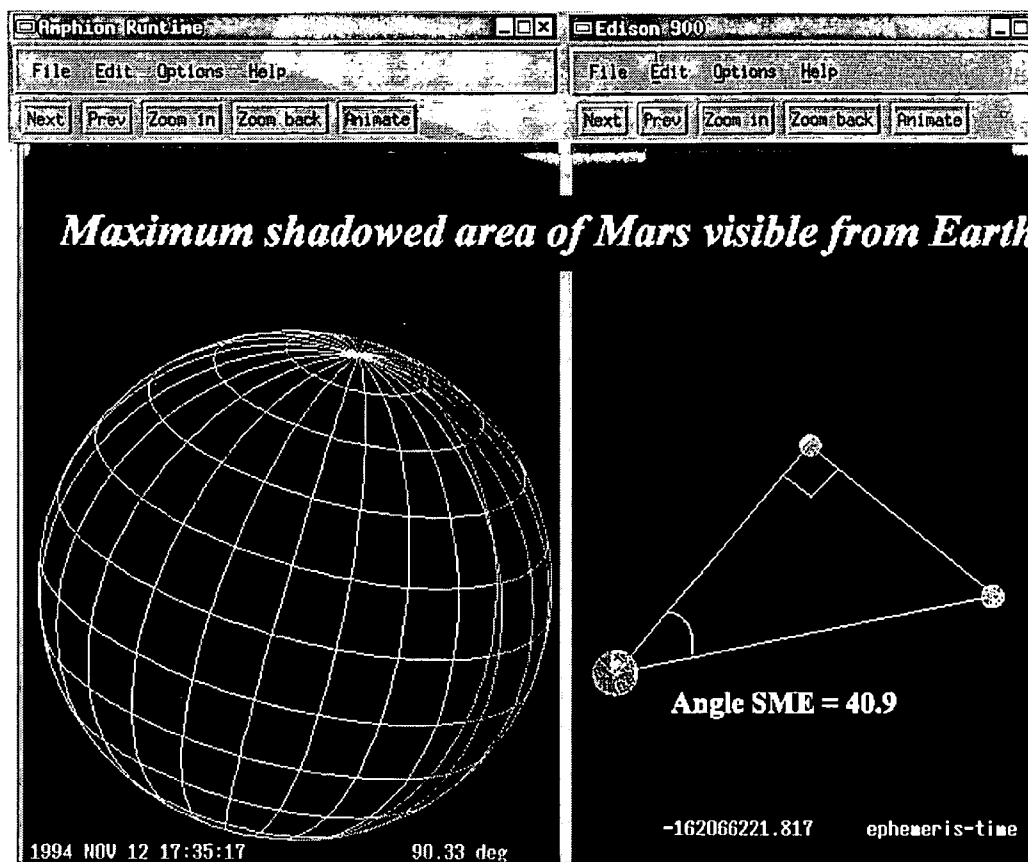 Amphion Runtime
File Edit Options Help
Next Prev Zoom in Zoom back Animate
Edison 900
File Edit Options Help
Next Prev Zoom in Zoom back Animate
Maximum shadowed area of Mars visible from Earth
1994 NOV 12 17:35:17 90.33 deg
Angle SME = 40.9
-162066221.817 ephemeris-time